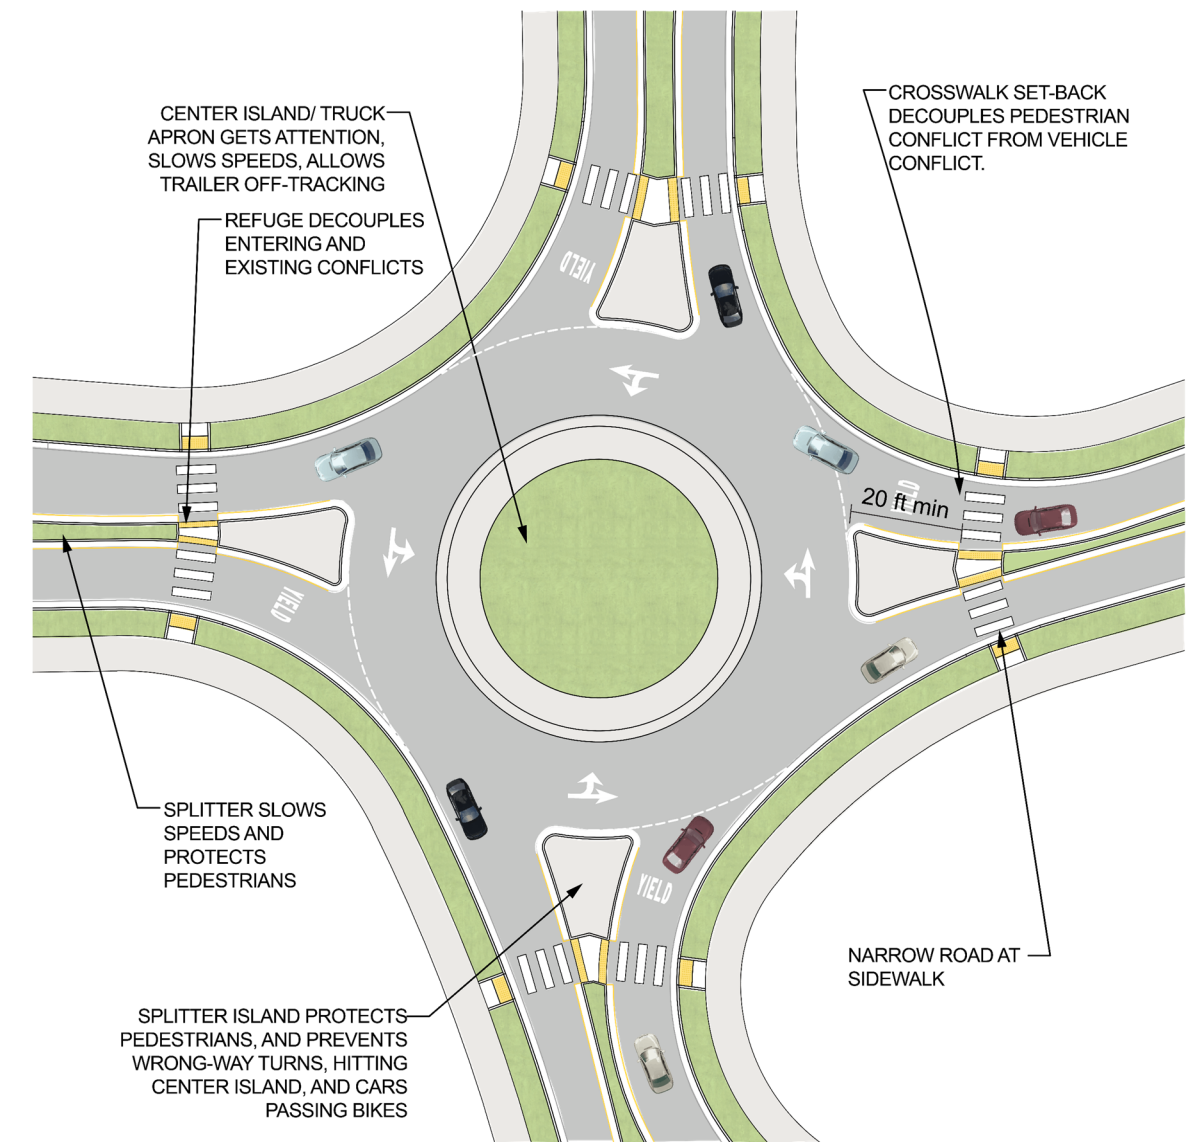 CENTER ISLAND/ TRUCK
APRON GETS ATTENTION,
SLOWS SPEEDS, ALLOWS
TRAILER OFF-TRACKING
REFUGE DECOUPLES
ENTERING AND
EXISTING CONFLICTS
CROSSWALK SET-BACK
DECOUPLES PEDESTRIAN
CONFLICT FROM VEHICLE
CONFLICT.
YIELD
YIELD
20 ft min
YIELD
SPLITTER SLOWS
SPEEDS AND
PROTECTS
PEDESTRIANS
YIELD
NARROW ROAD AT
SIDEWALK
SPLITTER ISLAND PROTECTS
PEDESTRIANS, AND PREVENTS
WRONG-WAY TURNS, HITTING
CENTER ISLAND, AND CARS
PASSING BIKES